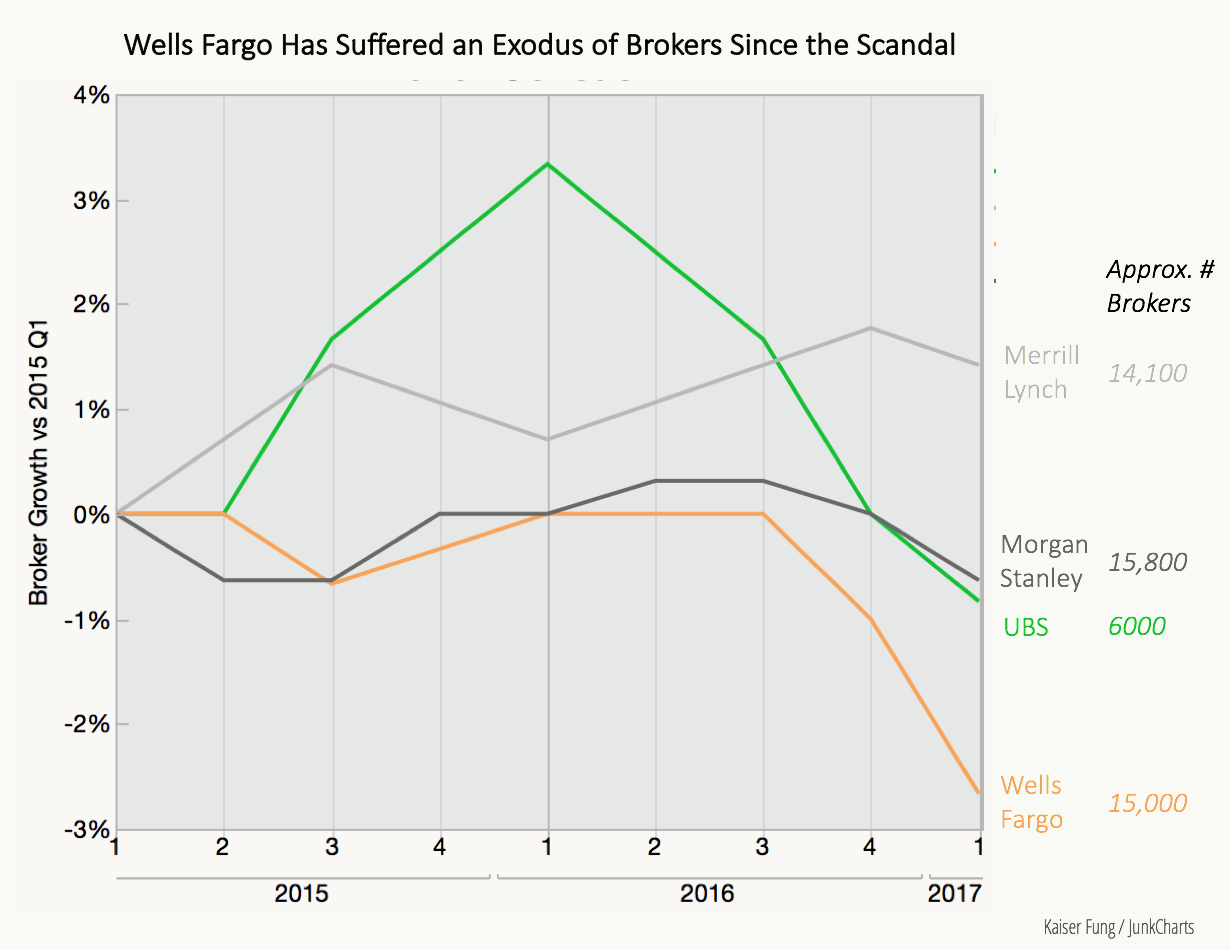 Wells Fargo Has Suffered an Exodus of Brokers Since the Scandal
4%
3%
2%
1%
0%
-1%
-2%
-3%
Broker Growth vs 2015 Q1
1 2 3 4 1 2 3 4 1
2015 2016 2017
Approx. #
Brokers
Merrill
Lynch 14,100
Morgan
Stanley 15,800
UBS 6000
Wells
Fargo 15,000
Kaiser Fung / JunkCharts